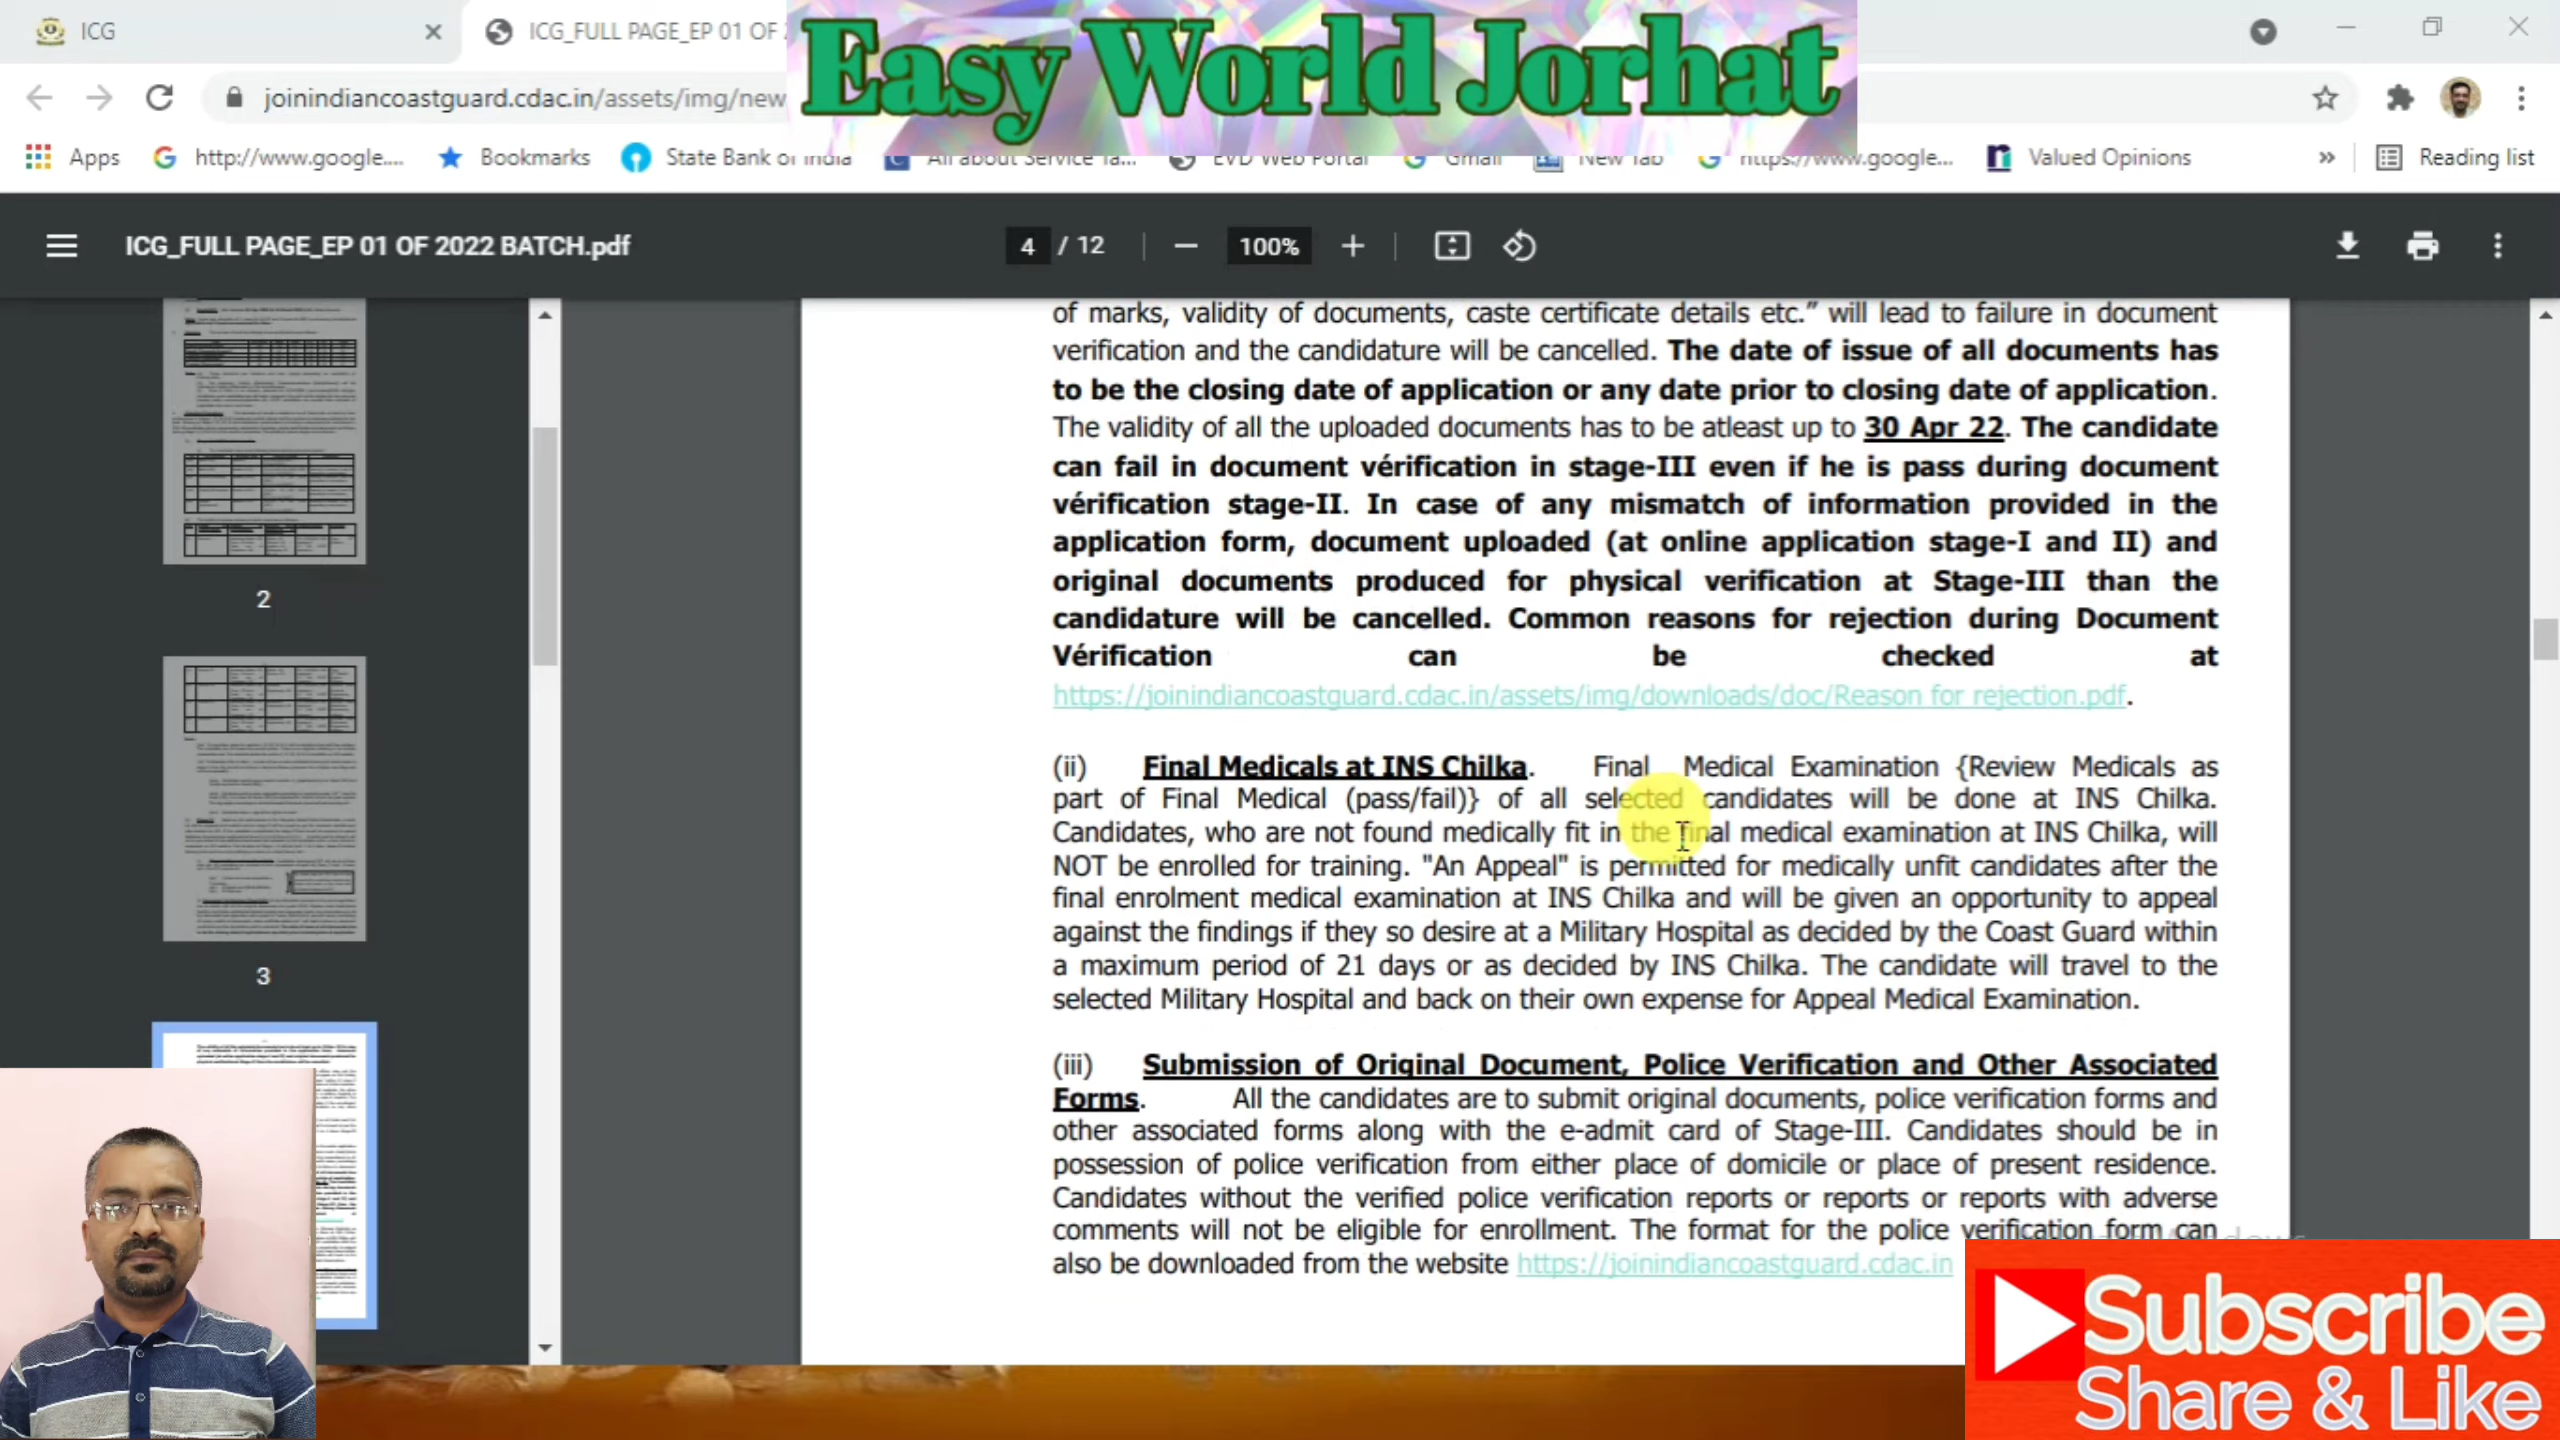 ICG
ICG_FULL PAGE_EP 01 OF
Easy World Jorhat
joinindiancoastguard.cdac.in/assets/img/new
Apps http://www.google.... Bookmarks State Bank of India All about Service Ta... EVD Web Portal Gmail New Tab https://www.google... Valued Opinions » Reading list
ICG_FULL PAGE_EP 01 OF 2022 BATCH.pdf 4 / 12 100%
2
3
of marks, validity of documents, caste certificate details etc.” will lead to failure in document
verification and the candidature will be cancelled. The date of issue of all documents has
to be the closing date of application or any date prior to closing date of application.
The validity of all the uploaded documents has to be atleast up to 30 Apr 22. The candidate
can fail in document vérification in stage-III even if he is pass during document
vérification stage-II. In case of any mismatch of information provided in the
application form, document uploaded (at online application stage-I and II) and
original documents produced for physical verification at Stage-III than the
candidature will be cancelled. Common reasons for rejection during Document
Vérification can be checked at
https://joinindiancoastguard.cdac.in/assets/img/downloads/doc/Reason for rejection.pdf.
(ii) Final Medicals at INS Chilka. Final Medical Examination {Review Medicals as
part of Final Medical (pass/fail)} of all selected candidates will be done at INS Chilka.
Candidates, who are not found medically fit in the final medical examination at INS Chilka, will
NOT be enrolled for training. "An Appeal" is permitted for medically unfit candidates after the
final enrolment medical examination at INS Chilka and will be given an opportunity to appeal
against the findings if they so desire at a Military Hospital as decided by the Coast Guard within
a maximum period of 21 days or as decided by INS Chilka. The candidate will travel to the
selected Military Hospital and back on their own expense for Appeal Medical Examination.
(iii) Submission of Original Document, Police Verification and Other Associated
Forms. All the candidates are to submit original documents, police verification forms and
other associated forms along with the e-admit card of Stage-III. Candidates should be in
possession of police verification from either place of domicile or place of present residence.
Candidates without the verified police verification reports or reports or reports with adverse
comments will not be eligible for enrollment. The format for the police verification form can
also be downloaded from the website https://joinindiancoastguard.cdac.in
Subscribe
Share & Like